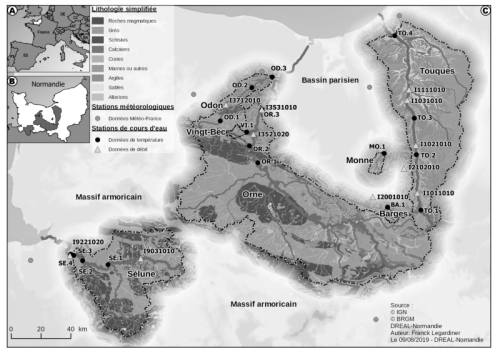 A
B
C
France
Normandie
Lithologie simplifiée
Roches magmatiques
Grès
Schistes
Calcaires
Craies
Marnes ou autres
Argiles
Sables
Alluvions
Stations météorologiques
Données Météo-France
Stations de cours d'eau
Données de température
Données de débit
TO.4
OD.3
Touques
Bassin parisien
OD.2
Odon
I3712010
I3531010
OR.3
I1111010
I1031010
OD.1
VI.1
TO.3
Vingt-Bec
I3521020
OR.2
MO.1
I1021010
TO.2
Monne
OR.1
I2102010
Massif armoricain
Orne
I2001010
I1011010
BA.1
TO.1
Barges
I9221020
SE.3
I9031010
SE.4
SE.1
SE.2
Sélune
Massif armoricain
0 20 40 km
Source :
© IGN
© BRGM
DREAL-Normandie
Auteur: Franck Legardiner
Le 09/08/2019 - DREAL-Normandie